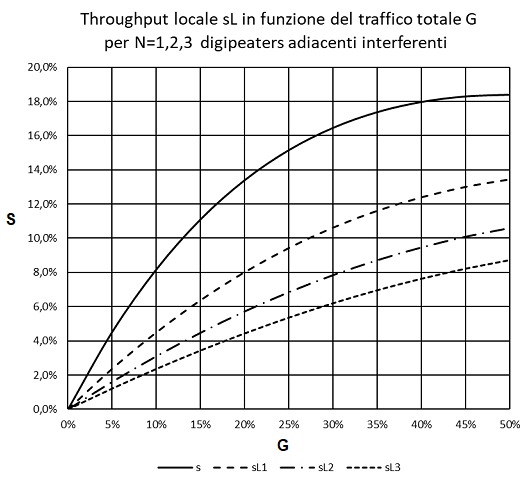 Throughput locale sL in funzione del traffico totale G
per N=1,2,3 digipeaters adiacenti interferenti
20,0%
18,0%
16,0%
14,0%
12,0%
10,0%
8,0%
6,0%
4,0%
2,0%
0,0%
S
0% 5% 10% 15% 20% 25% 30% 35% 40% 45% 50%
G
s sL1 sL2 sL3